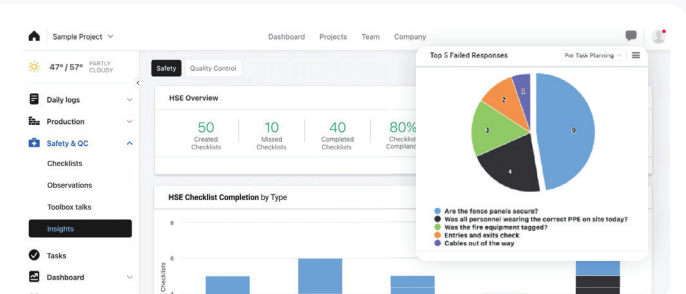 Sample Project
Dashboard Projects Team Company
47° / 57° PARTLY CLOUDY
Daily logs
Production
Safety & QC
Checklists
Observations
Toolbox talks
Insights
Tasks
Dashboard
Safety Quality Control
HSE Overview
50 10 40 80%
Created Checklists
Missed Checklists
Completed Checklists
Checklist Complianc
HSE Checklist Completion by Type
8
6
4
Checklists
Top 5 Failed Responses Pre Task Planning
1
2
3
9
4
Are the fence panels secure?
Was all personnel wearing the correct PPE on site today?
Was the fire equipment tagged?
Entries and exits check
Cables out of the way